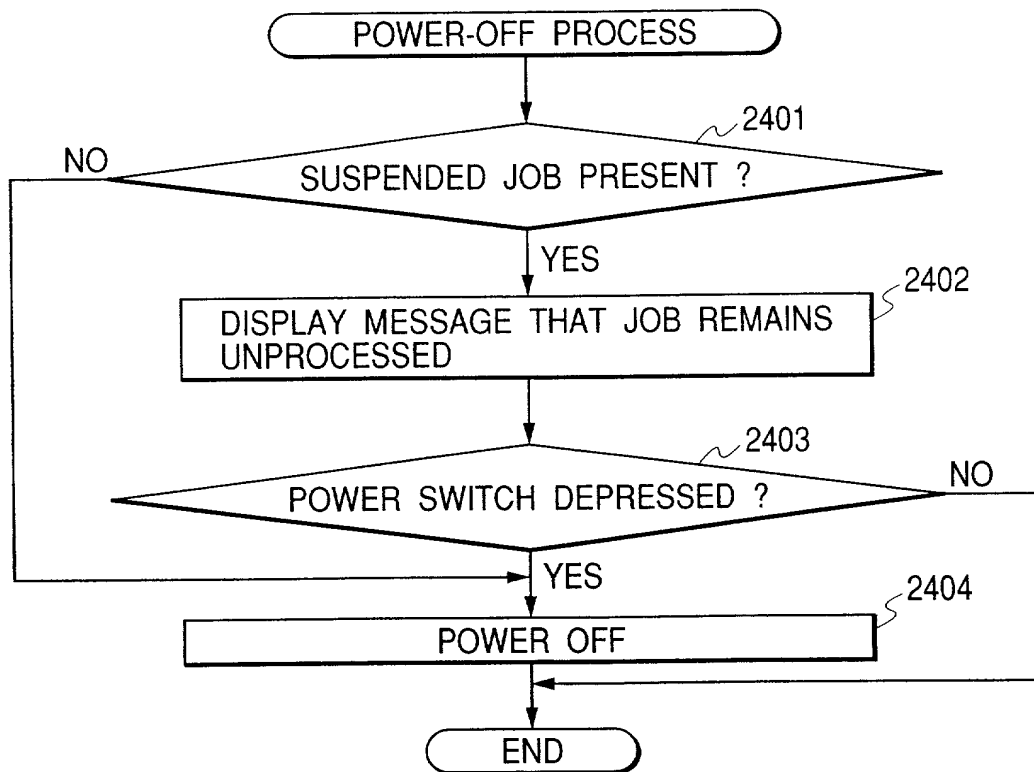 POWER-OFF PROCESS
2401
NO
SUSPENDED JOB PRESENT ?
YES
2402
DISPLAY MESSAGE THAT JOB REMAINS
UNPROCESSED
2403
NO
POWER SWITCH DEPRESSED ?
YES
2404
POWER OFF
END